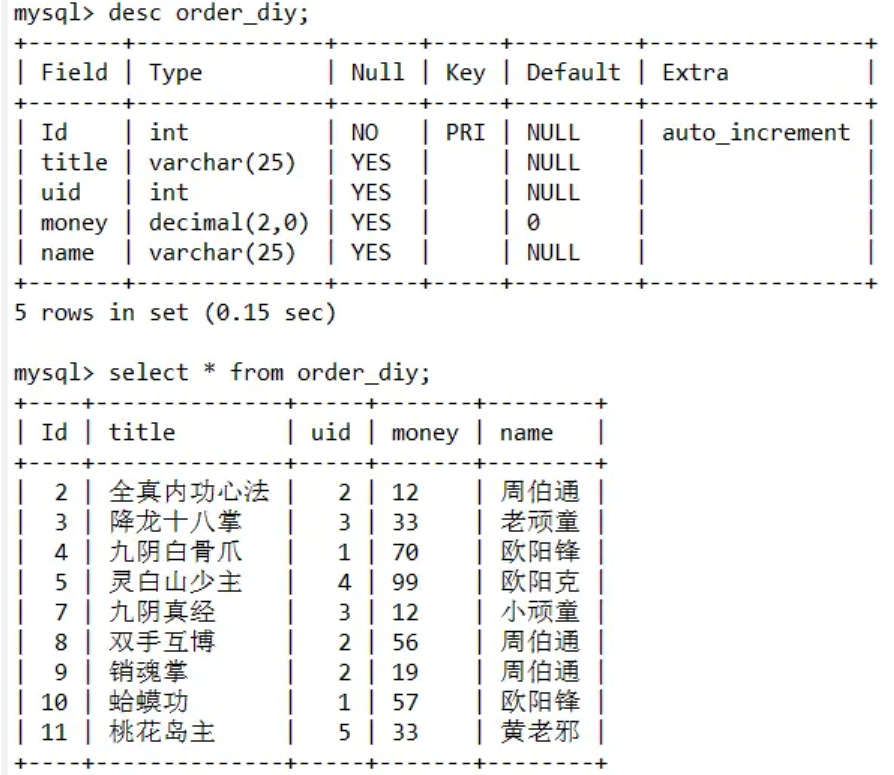 mysql> desc order_diy;
+-------+--------------+------+-----+---------+----------------+
| Field | Type         | Null | Key | Default | Extra          |
+-------+--------------+------+-----+---------+----------------+
| Id    | int          | NO   | PRI | NULL    | auto_increment |
| title | varchar(25)  | YES  |     | NULL    |                |
| uid   | int          | YES  |     | NULL    |                |
| money | decimal(2,0) | YES  |     | 0       |                |
| name  | varchar(25)  | YES  |     | NULL    |                |
+-------+--------------+------+-----+---------+----------------+
5 rows in set (0.15 sec)

mysql> select * from order_diy;
+----+--------------+-----+-------+--------+
| Id | title        | uid | money | name   |
+----+--------------+-----+-------+--------+
|  2 | 全真内功心法 |   2 | 12    | 周伯通 |
|  3 | 降龙十八掌   |   3 | 33    | 老顽童 |
|  4 | 九阴白骨爪   |   1 | 70    | 欧阳锋 |
|  5 | 灵白山少主   |   4 | 99    | 欧阳克 |
|  7 | 九阴真经     |   3 | 12    | 小顽童 |
|  8 | 双手互博     |   2 | 56    | 周伯通 |
|  9 | 销魂掌       |   2 | 19    | 周伯通 |
| 10 | 蛤蟆功       |   1 | 57    | 欧阳锋 |
| 11 | 桃花岛主     |   5 | 33    | 黄老邪 |
+----+--------------+-----+-------+--------+